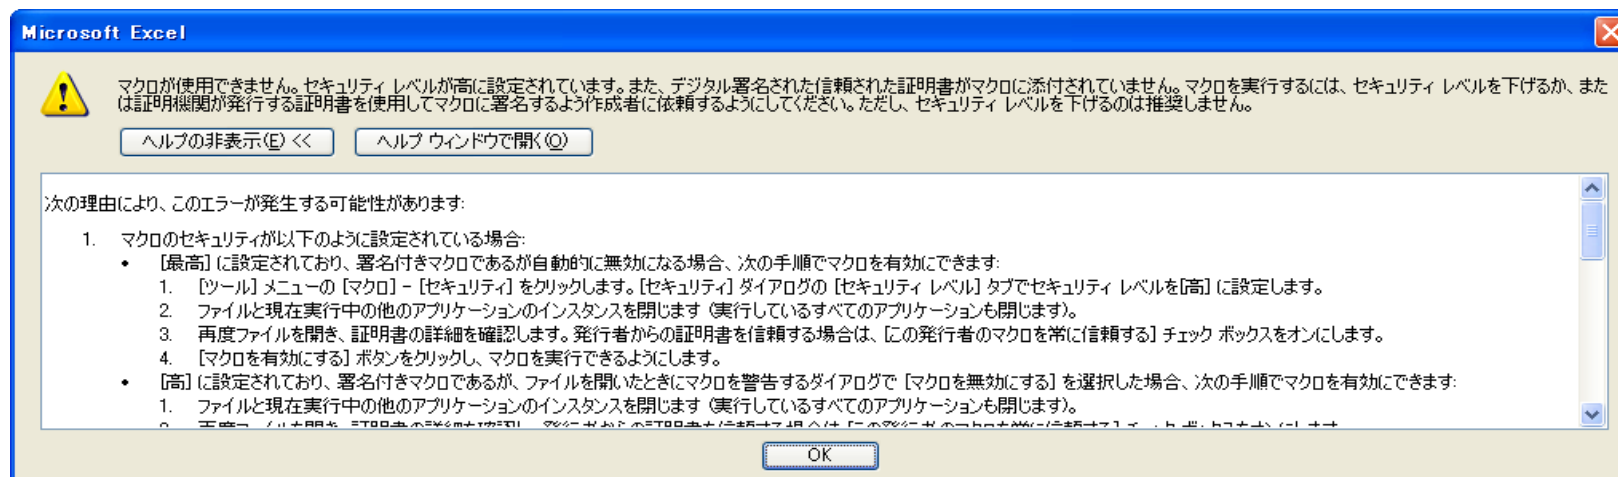 Microsoft Excel
マクロが使用できません。セキュリティ レベルが高に設定されています。また、デジタル署名された信頼された証明書がマクロに添付されていません。マクロを実行するには、セキュリティ レベルを下げるか、また
は証明機関が発行する証明書を使用してマクロに署名するよう作成者に依頼するようにしてください。ただし、セキュリティ レベルを下げるのは推奨しません。
ヘルプの非表示(E) <<
ヘルプ ウィンドウで開く(O)
次の理由により、このエラーが発生する可能性があります:
1. マクロのセキュリティが以下のように設定されている場合:
• [最高] に設定されており、署名付きマクロであるが自動的に無効になる場合、次の手順でマクロを有効にできます:
1. [ツール] メニューの [マクロ] - [セキュリティ] をクリックします。[セキュリティ] ダイアログの [セキュリティ レベル] タブでセキュリティ レベルを[高] に設定します。
2. ファイルと現在実行中の他のアプリケーションのインスタンスを閉じます (実行しているすべてのアプリケーションも閉じます)。
3. 再度ファイルを開き、証明書の詳細を確認します。発行者からの証明書を信頼する場合は、[この発行者のマクロを常に信頼する] チェック ボックスをオンにします。
4. [マクロを有効にする] ボタンをクリックし、マクロを実行できるようにします。
• [高] に設定されており、署名付きマクロであるが、ファイルを開いたときにマクロを警告するダイアログで [マクロを無効にする] を選択した場合、次の手順でマクロを有効にできます:
1. ファイルと現在実行中の他のアプリケーションのインスタンスを閉じます (実行しているすべてのアプリケーションも閉じます)。
OK